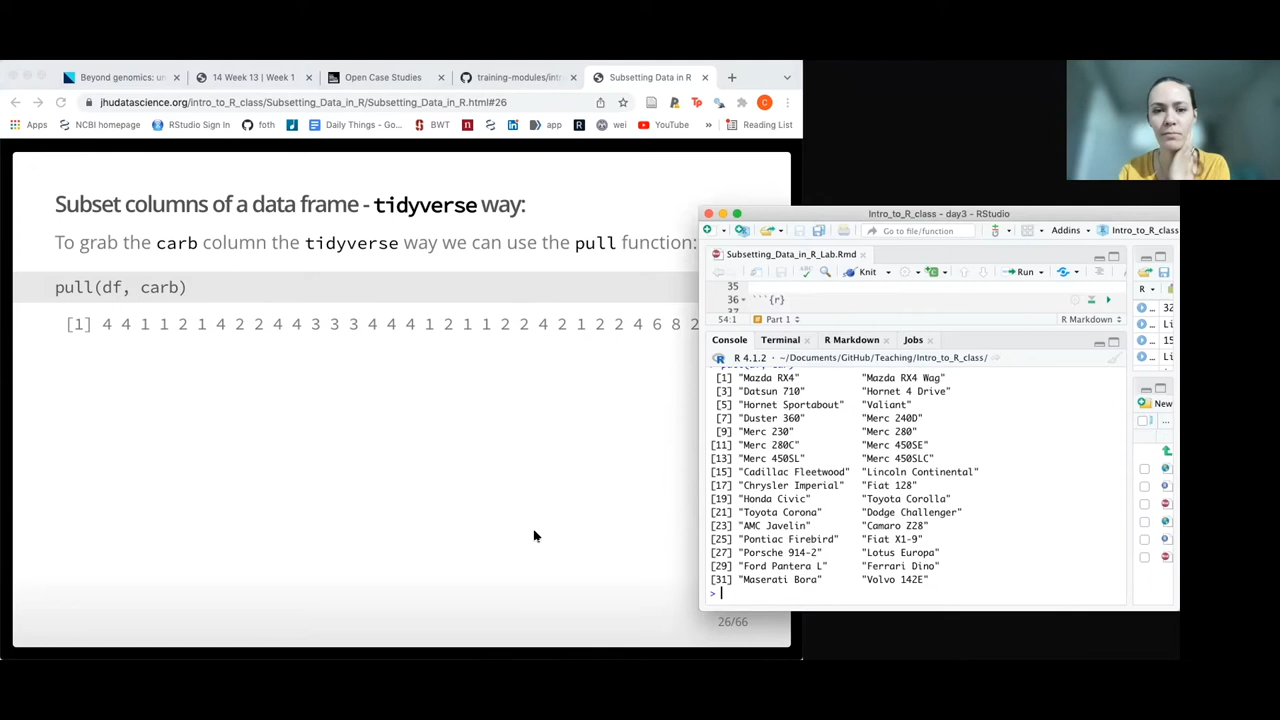 Beyond genomics: un
14 Week 13 | Week 1
Open Case Studies
training-modules/intr
Subsetting Data in R
jhudatascience.org/intro_to_R_class/Subsetting_Data_in_R/Subsetting_Data_in_R.html#26
Apps NCBI homepage RStudio Sign In foth Daily Things - Go... BWT app wei YouTube » Reading List
Subset columns of a data frame - tidyverse way:
To grab the carb column the tidyverse way we can use the pull function:
pull(df, carb)
[1] 4 4 1 1 2 1 4 2 2 4 4 3 3 3 4 4 4 1 2 1 1 2 2 4 2 1 2 2 4 6 8 2
26/66
Intro_to_R_class - day3 - RStudio
Go to file/function Addins Intro_to_R_class
Subsetting_Data_in_R_Lab.Rmd
Knit Run
35
36 ```{r}
54:1 Part 1 R Markdown
Console Terminal R Markdown Jobs
R 4.1.2 · ~/Documents/GitHub/Teaching/Intro_to_R_class/
[1] "Mazda RX4" "Mazda RX4 Wag"
[3] "Datsun 710" "Hornet 4 Drive"
[5] "Hornet Sportabout" "Valiant"
[7] "Duster 360" "Merc 240D"
[9] "Merc 230" "Merc 280"
[11] "Merc 280C" "Merc 450SE"
[13] "Merc 450SL" "Merc 450SLC"
[15] "Cadillac Fleetwood" "Lincoln Continental"
[17] "Chrysler Imperial" "Fiat 128"
[19] "Honda Civic" "Toyota Corolla"
[21] "Toyota Corona" "Dodge Challenger"
[23] "AMC Javelin" "Camaro Z28"
[25] "Pontiac Firebird" "Fiat X1-9"
[27] "Porsche 914-2" "Lotus Europa"
[29] "Ford Pantera L" "Ferrari Dino"
[31] "Maserati Bora" "Volvo 142E"
>
R
32
Li
15
Li
New